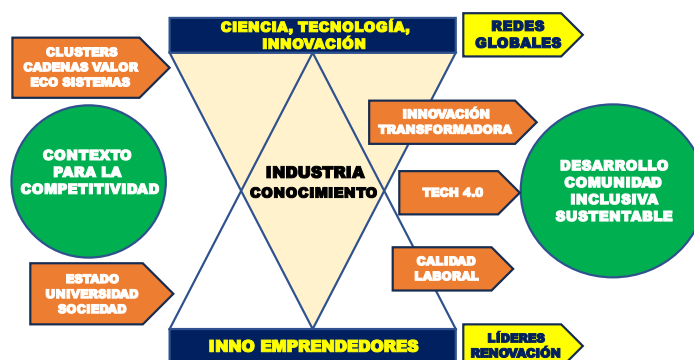 CIENCIA, TECNOLOGÍA,
INNOVACIÓN
REDES
GLOBALES
CLUSTERS
CADENAS VALOR
ECO SISTEMAS
INNOVACIÓN
TRANSFORMADORA
CONTEXTO
PARA LA
COMPETITIVIDAD
INDUSTRIA
CONOCIMIENTO
TECH 4.0
DESARROLLO
COMUNIDAD
INCLUSIVA
SUSTENTABLE
ESTADO
UNIVERSIDAD
SOCIEDAD
CALIDAD
LABORAL
INNO EMPRENDEDORES
LÍDERES
RENOVACIÓN